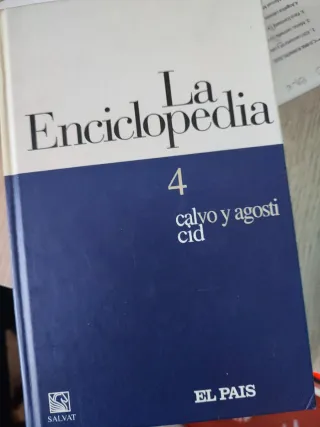 La
Enciclopedia
4
calvo y agosti
cid
SALVAT
EL PAIS